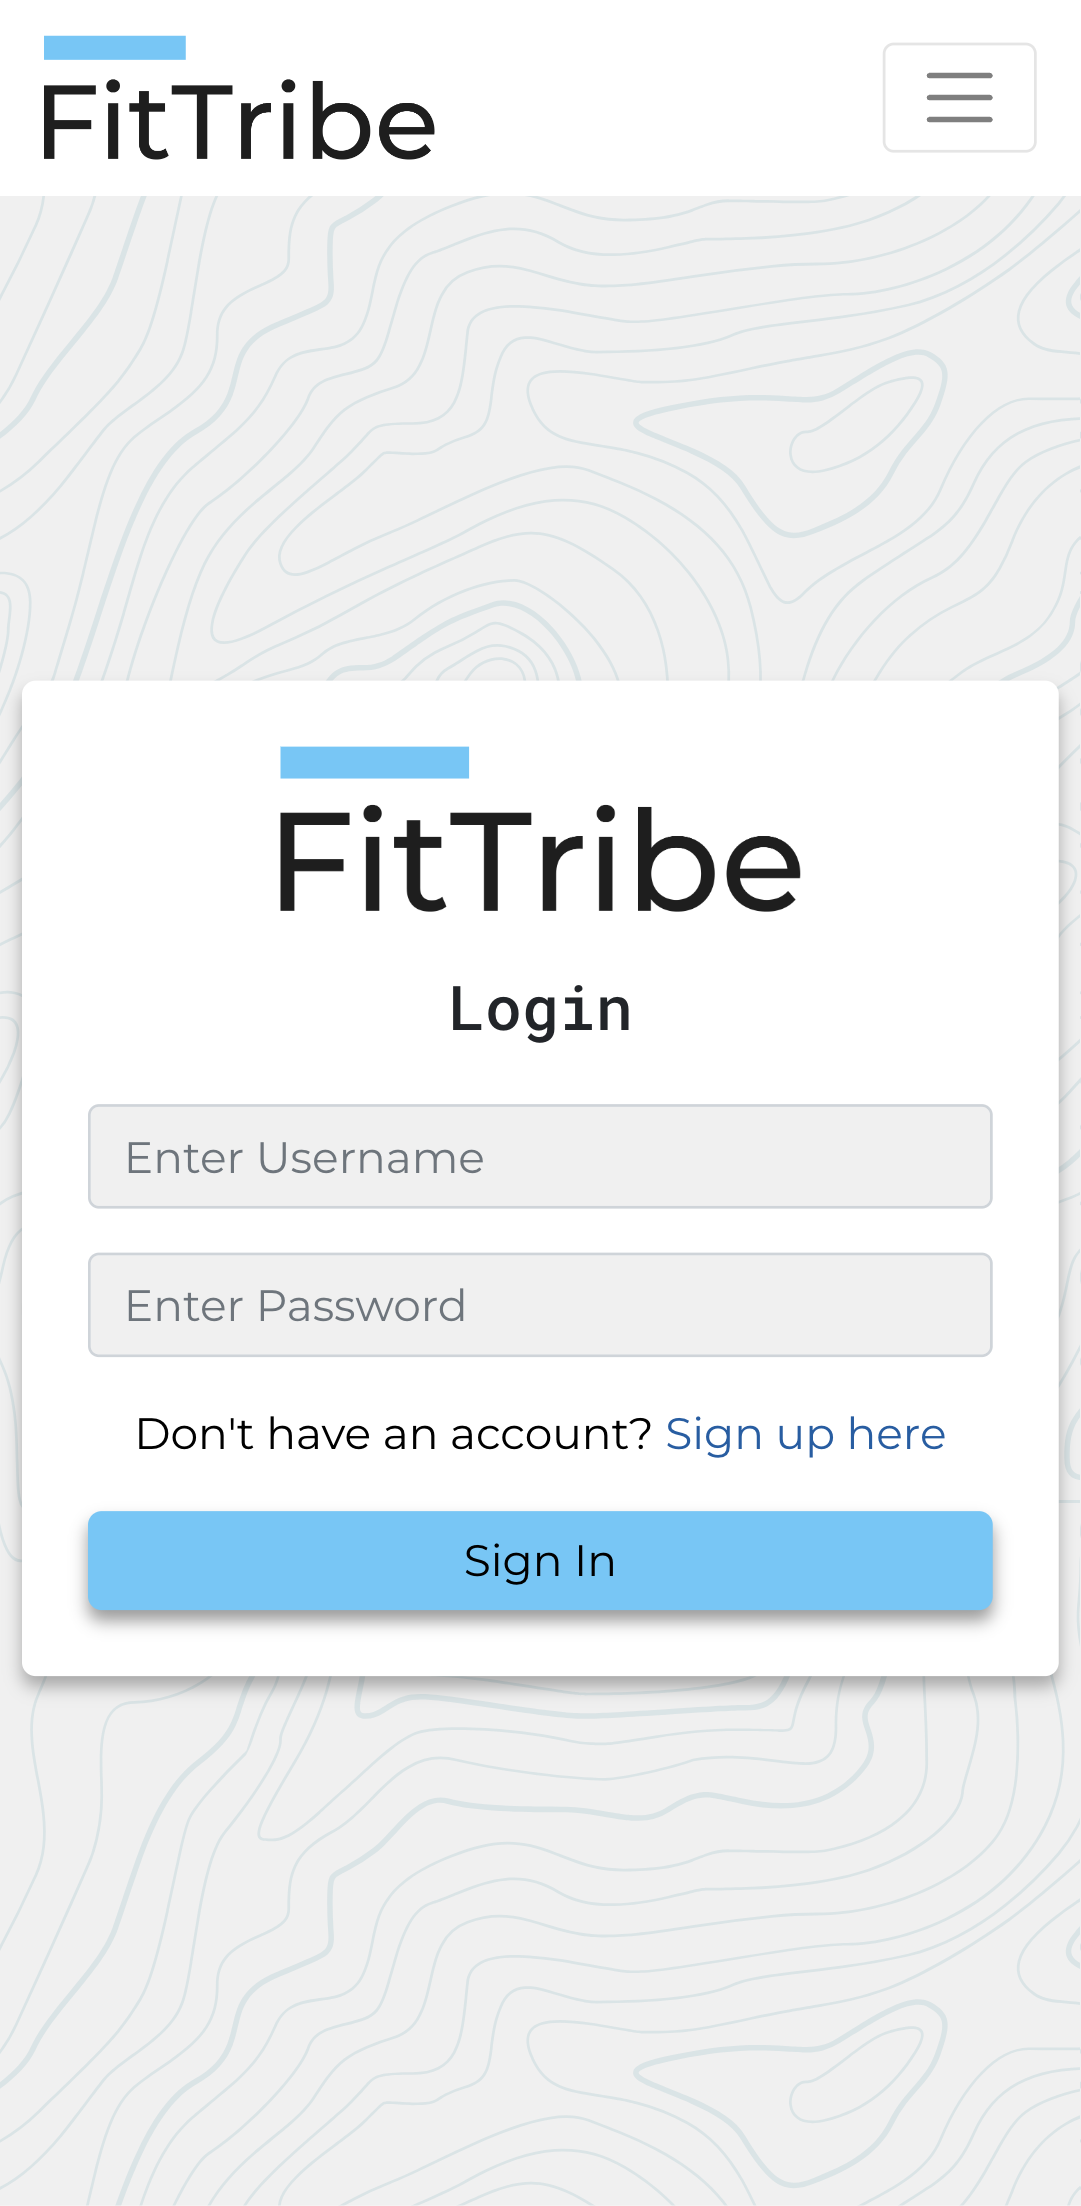 FitTribe
FitTribe
Login
Enter Username
Enter Password
Don't have an account? Sign up here
Sign In